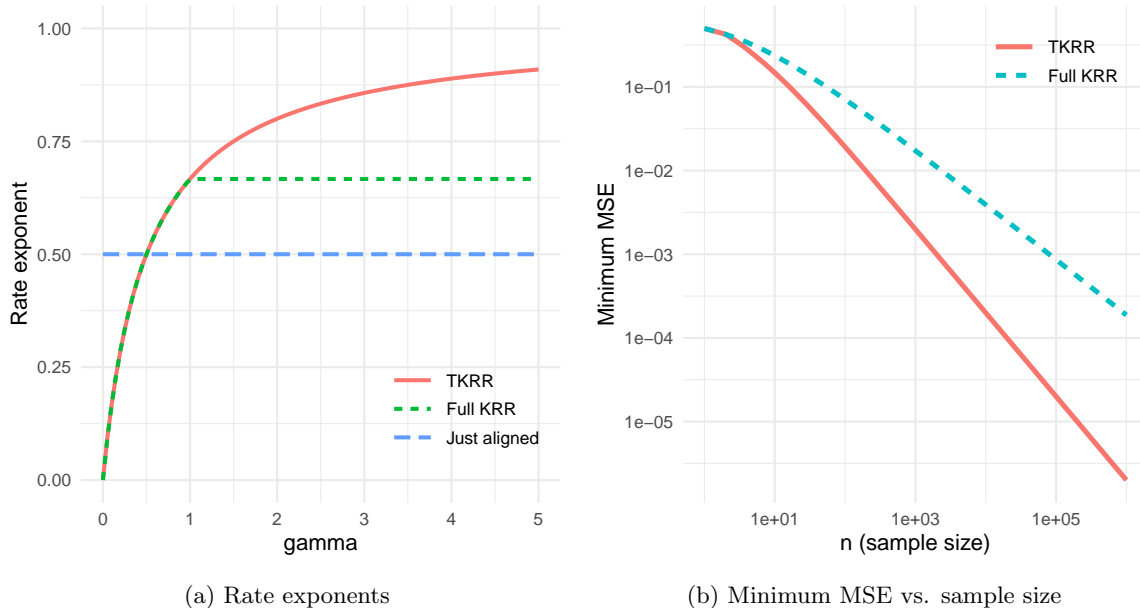 1.00
0.75
0.50
0.25
0.00
Rate exponent
TKRR
Full KRR
Just aligned
0 1 2 3 4 5
gamma
(a) Rate exponents
TKRR
Full KRR
1e−01
1e−02
1e−03
1e−04
1e−05
Minimum MSE
1e+01 1e+03 1e+05
n (sample size)
(b) Minimum MSE vs. sample size